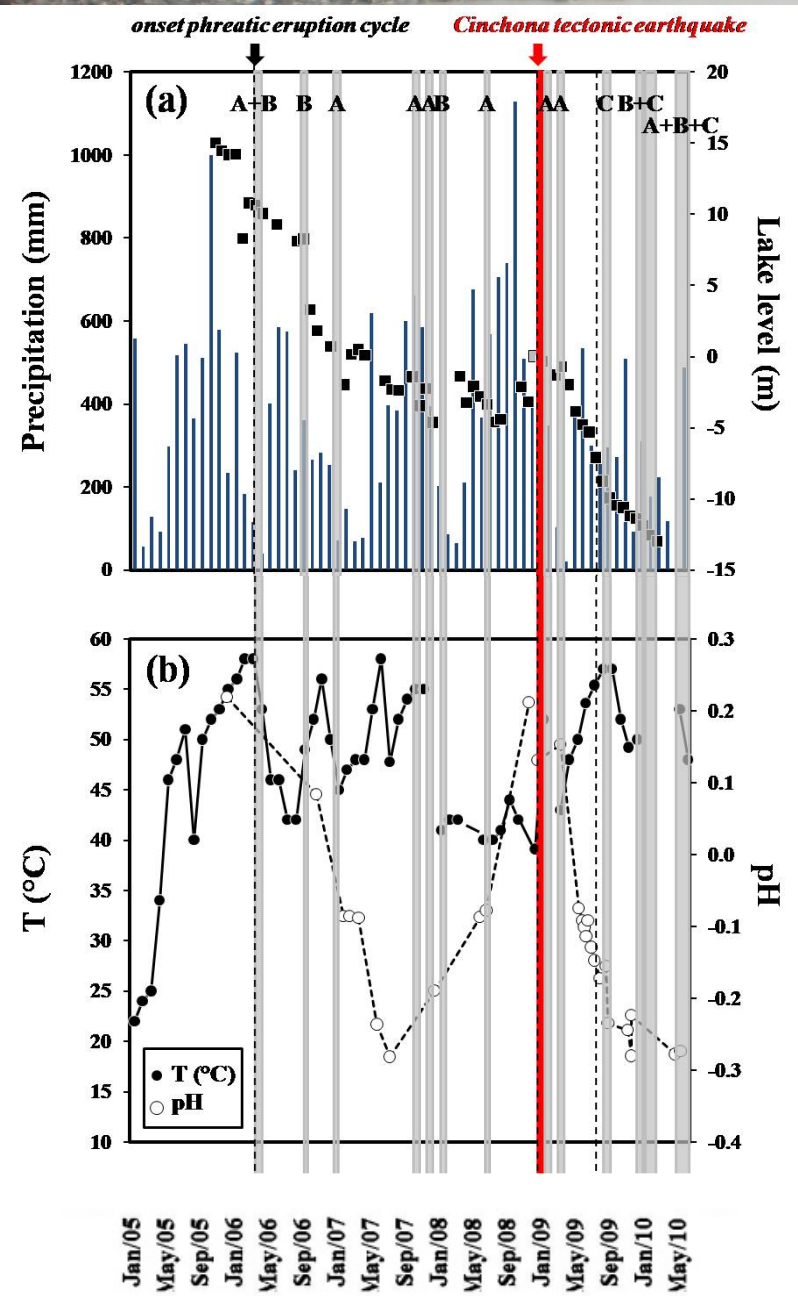 onset phreatic eruption cycle
Cinchona tectonic earthquake
(a)
A+B B A AAB A AA C B+C
A+B+C
1200
1000
800
600
400
200
0
Precipitation (mm)
20
15
10
5
0
-5
-10
-15
Lake level (m)
(b)
60
55
50
45
40
35
30
25
20
15
10
T (°C)
0.3
0.2
0.1
0.0
-0.1
-0.2
-0.3
-0.4
pH
T (°C)
pH
Jan/05
May/05
Sep/05
Jan/06
May/06
Sep/06
Jan/07
May/07
Sep/07
Jan/08
May/08
Sep/08
Jan/09
May/09
Sep/09
Jan/10
May/10